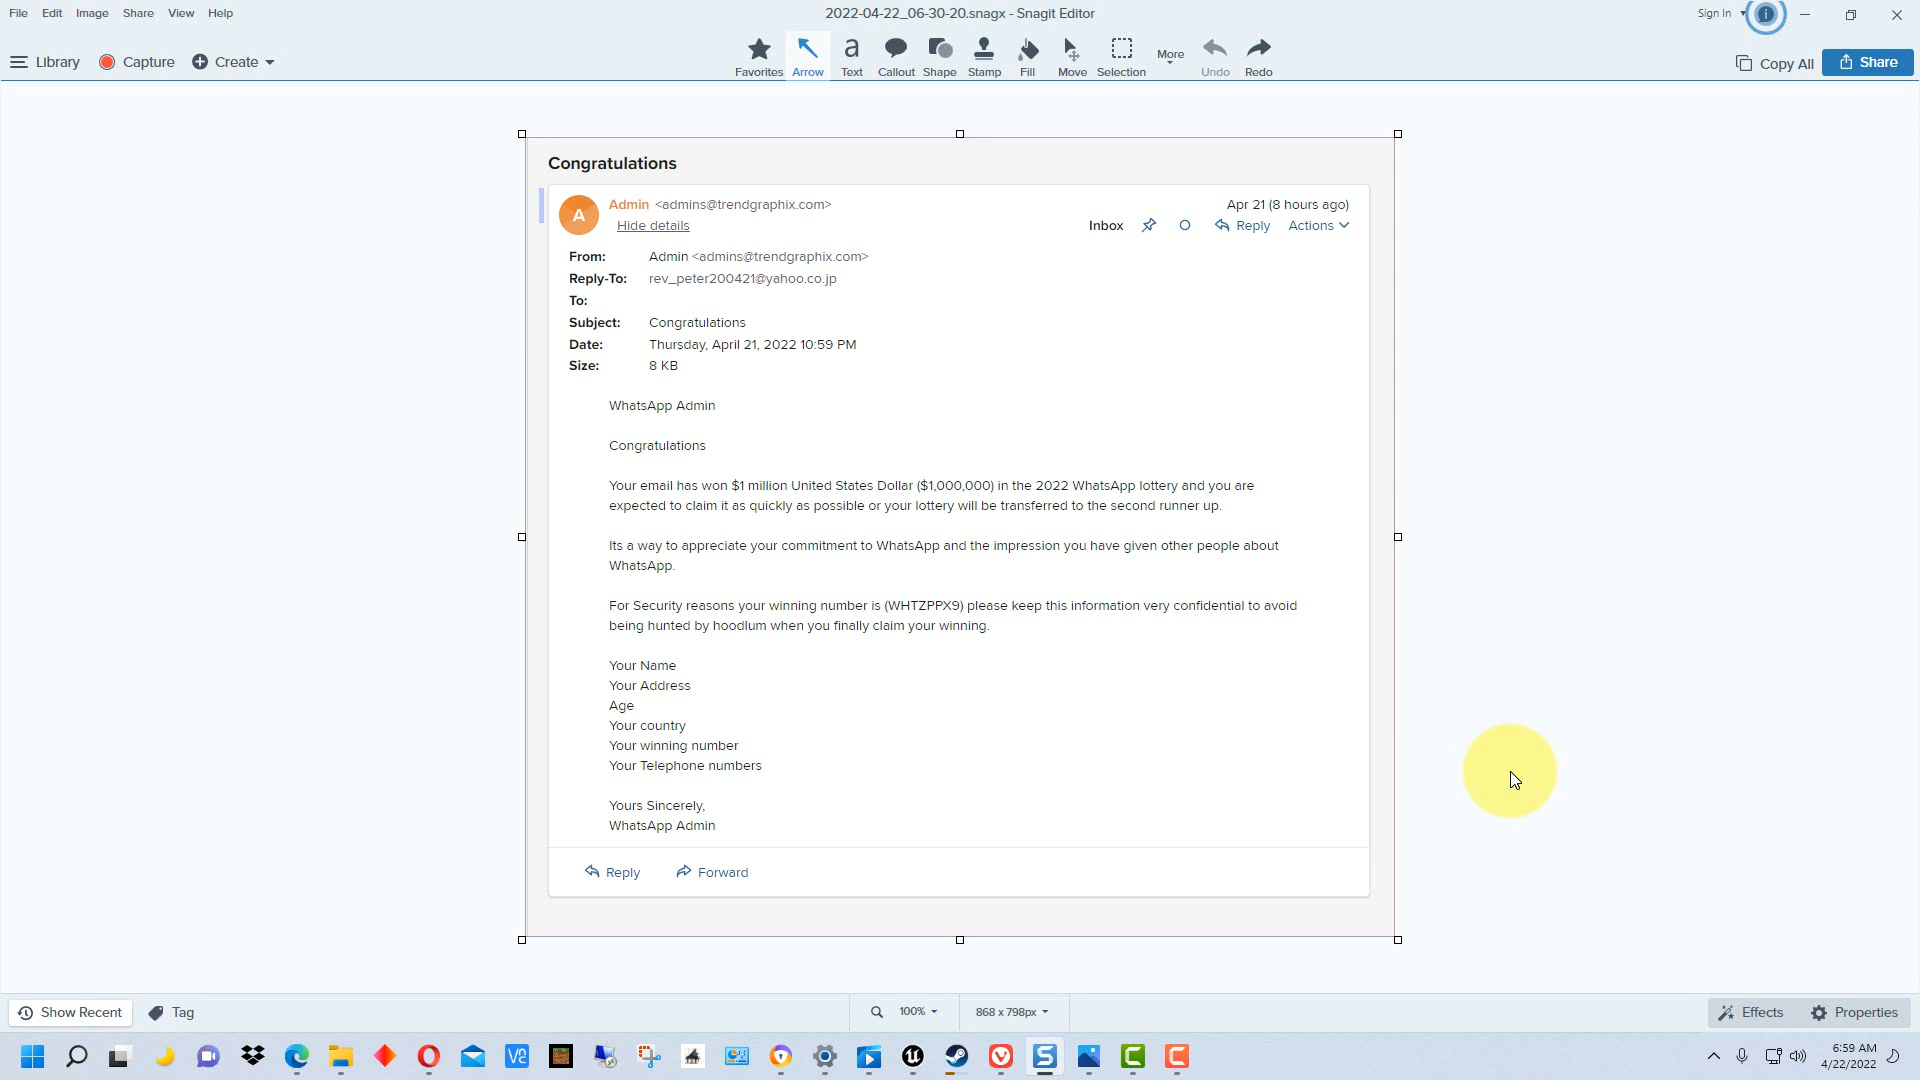 File Edit Image Share View Help
2022-04-22_06-30-20.snagx - Snagit Editor
Sign In
Library Capture Create
Favorites Arrow Text Callout Shape Stamp Fill Move Selection More Undo Redo
Copy All Share
Congratulations
A
Admin <admins@trendgraphix.com>
Apr 21 (8 hours ago)
Hide details
Inbox Reply Actions
From: Admin <admins@trendgraphix.com>
Reply-To: rev_peter200421@yahoo.co.jp
To:
Subject: Congratulations
Date: Thursday, April 21, 2022 10:59 PM
Size: 8 KB
WhatsApp Admin
Congratulations
Your email has won $1 million United States Dollar ($1,000,000) in the 2022 WhatsApp lottery and you are
expected to claim it as quickly as possible or your lottery will be transferred to the second runner up.
Its a way to appreciate your commitment to WhatsApp and the impression you have given other people about
WhatsApp.
For Security reasons your winning number is (WHTZPPX9) please keep this information very confidential to avoid
being hunted by hoodlum when you finally claim your winning.
Your Name
Your Address
Age
Your country
Your winning number
Your Telephone numbers
Yours Sincerely,
WhatsApp Admin
Reply Forward
Show Recent Tag
100% 868 x 798px
Effects Properties
6:59 AM
4/22/2022